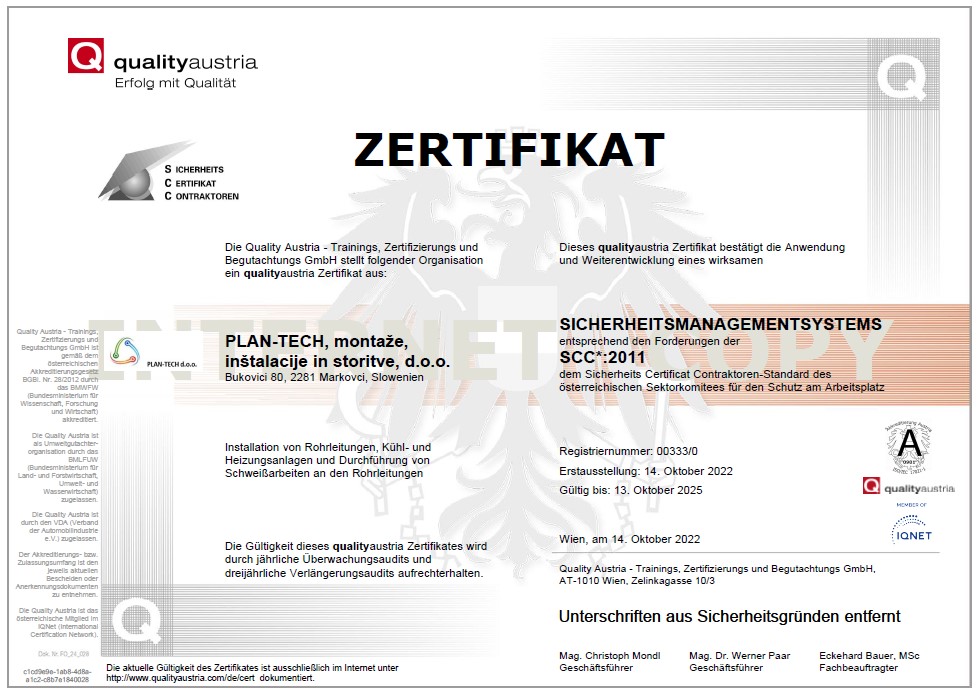 qualityaustria
Erfolg mit Qualität
ZERTIFIKAT
SICHERHEITS
CERTIFIKAT
CONTRAKTOREN
Die Quality Austria - Trainings, Zertifizierungs und
Begutachtungs GmbH stellt folgender Organisation
ein qualityaustria Zertifikat aus:
Dieses qualityaustria Zertifikat bestätigt die Anwendung
und Weiterentwicklung eines wirksamen
INTERNET COPY
PLAN-TECH d.o.o.
PLAN-TECH, montaže,
inštalacije in storitve, d.o.o.
Bukovici 80, 2281 Markovci, Slowenien
SICHERHEITSMANAGEMENTSYSTEMS
entsprechend den Forderungen der
SCC*:2011
dem Sicherheits Certificat Contraktoren-Standard des
österreichischen Sektorkomitees für den Schutz am Arbeitsplatz
Installation von Rohrleitungen, Kühl- und
Heizungsanlagen und Durchführung von
Schweißarbeiten an den Rohrleitungen
Registriernummer: 00333/0
Erstausstellung: 14. Oktober 2022
Gültig bis: 13. Oktober 2025
Wien, am 14. Oktober 2022
A
qualityaustria
MEMBER OF
IQNET
Die Gültigkeit dieses qualityaustria Zertifikates wird
durch jährliche Überwachungsaudits und
dreijährliche Verlängerungsaudits aufrechterhalten.
Quality Austria - Trainings, Zertifizierungs und Begutachtungs GmbH,
AT-1010 Wien, Zelinkagasse 10/3
Unterschriften aus Sicherheitsgründen entfernt
Mag. Christoph Mondl
Geschäftsführer
Mag. Dr. Werner Paar
Geschäftsführer
Eckehard Bauer, MSc
Fachbeauftragter
Quality Austria - Trainings,
Zertifizierungs und
Begutachtungs GmbH ist
gemäß dem
österreichischen
Akkreditierungsgesetz
BGBl. Nr. 28/2012 durch
das BMWFW
(Bundesministerium für
Wissenschaft, Forschung
und Wirtschaft)
akkreditiert.
Die Quality Austria ist
als Umweltgutachter-
organisation durch das
BMLFUW
(Bundesministerium für
Land- und Forstwirtschaft,
Umwelt- und
Wasserwirtschaft)
zugelassen.
Die Quality Austria ist
durch den VDA (Verband
der Automobilindustrie
e.V.) zugelassen.
Der Akkreditierungs- bzw.
Zulassungsumfang ist den
jeweils aktuellen
Bescheiden oder
Anerkennungsdokumenten
zu entnehmen.
Die Quality Austria ist das
österreichische Mitglied im
IQNet (International
Certification Network).
Dok. Nr. FO_24_028
c1cd9e9e-1ab8-4d8a-
a1c2-c8b7e1840028
Die aktuelle Gültigkeit des Zertifikates ist ausschließlich im Internet unter
http://www.qualityaustria.com/de/cert dokumentiert.